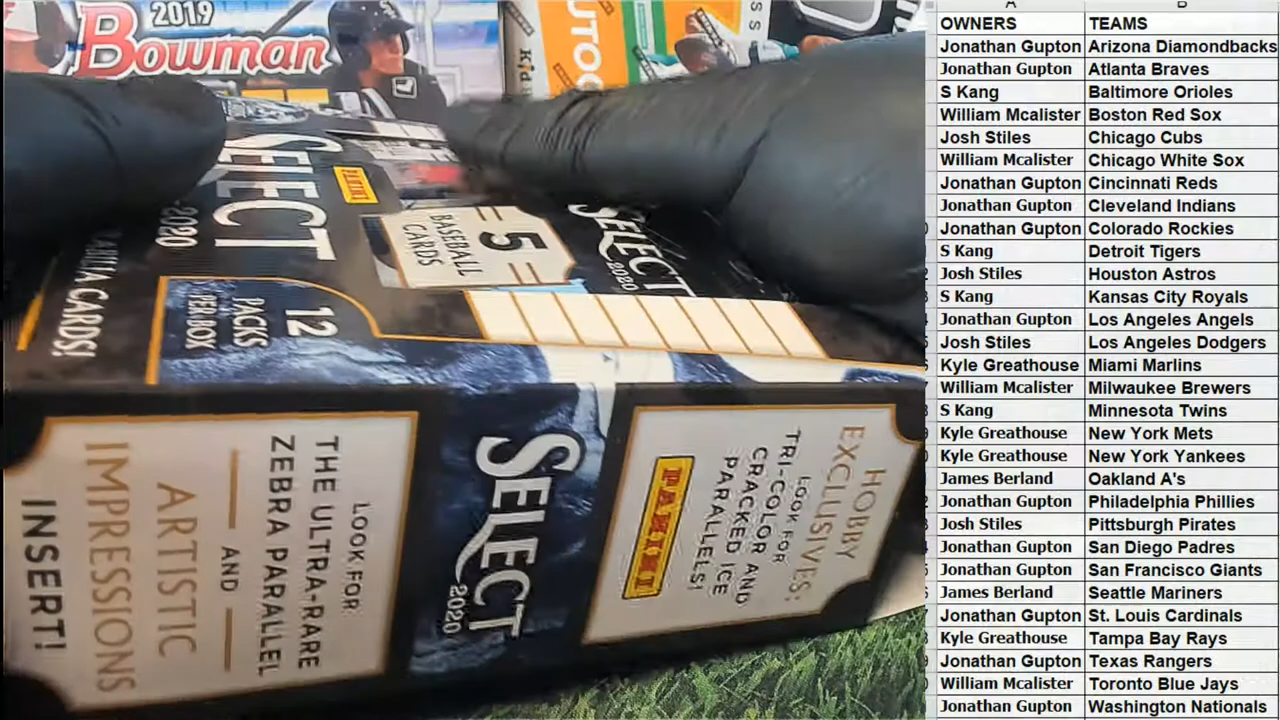 2019
Bowman
AUTO
SS
Kid
SELECT
2020
PANINI
5
BASEBALL
CARDS
SELECT
2020
CARDS!
12
PACKS
PER BOX
LOOK FOR
THE ULTRA-RARE
ZEBRA PARALLEL
AND
ARTISTIC
IMPRESSIONS
INSERT!
SELECT
2020
HOBBY
EXCLUSIVES:
LOOK FOR
TRI-COLOR AND
CRACKED ICE
PARALLELS!
PANINI
A B
OWNERS TEAMS
Jonathan Gupton Arizona Diamondbacks
Jonathan Gupton Atlanta Braves
S Kang Baltimore Orioles
William Mcalister Boston Red Sox
Josh Stiles Chicago Cubs
William Mcalister Chicago White Sox
Jonathan Gupton Cincinnati Reds
Jonathan Gupton Cleveland Indians
Jonathan Gupton Colorado Rockies
S Kang Detroit Tigers
Josh Stiles Houston Astros
S Kang Kansas City Royals
Jonathan Gupton Los Angeles Angels
Josh Stiles Los Angeles Dodgers
Kyle Greathouse Miami Marlins
William Mcalister Milwaukee Brewers
S Kang Minnesota Twins
Kyle Greathouse New York Mets
Kyle Greathouse New York Yankees
James Berland Oakland A's
Jonathan Gupton Philadelphia Phillies
Josh Stiles Pittsburgh Pirates
Jonathan Gupton San Diego Padres
Jonathan Gupton San Francisco Giants
James Berland Seattle Mariners
Jonathan Gupton St. Louis Cardinals
Kyle Greathouse Tampa Bay Rays
Jonathan Gupton Texas Rangers
William Mcalister Toronto Blue Jays
Jonathan Gupton Washington Nationals